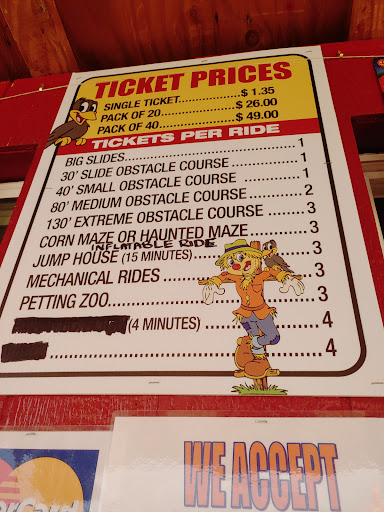 TICKET PRICES
SINGLE TICKET....................$ 1.35
PACK OF 20........................$ 26.00
PACK OF 40........................$ 49.00
TICKETS PER RIDE
BIG SLIDES..........................................1
30' SLIDE OBSTACLE COURSE..............1
40' SMALL OBSTACLE COURSE............1
80' MEDIUM OBSTACLE COURSE..........2
130' EXTREME OBSTACLE COURSE.....3
CORN MAZE OR HAUNTED MAZE..........3
INFLATABLE RIDE
JUMP HOUSE (15 MINUTES)..................3
MECHANICAL RIDES..........................3
PETTING ZOO....................................3
(4 MINUTES)..........................4
..................................................4
WE ACCEPT